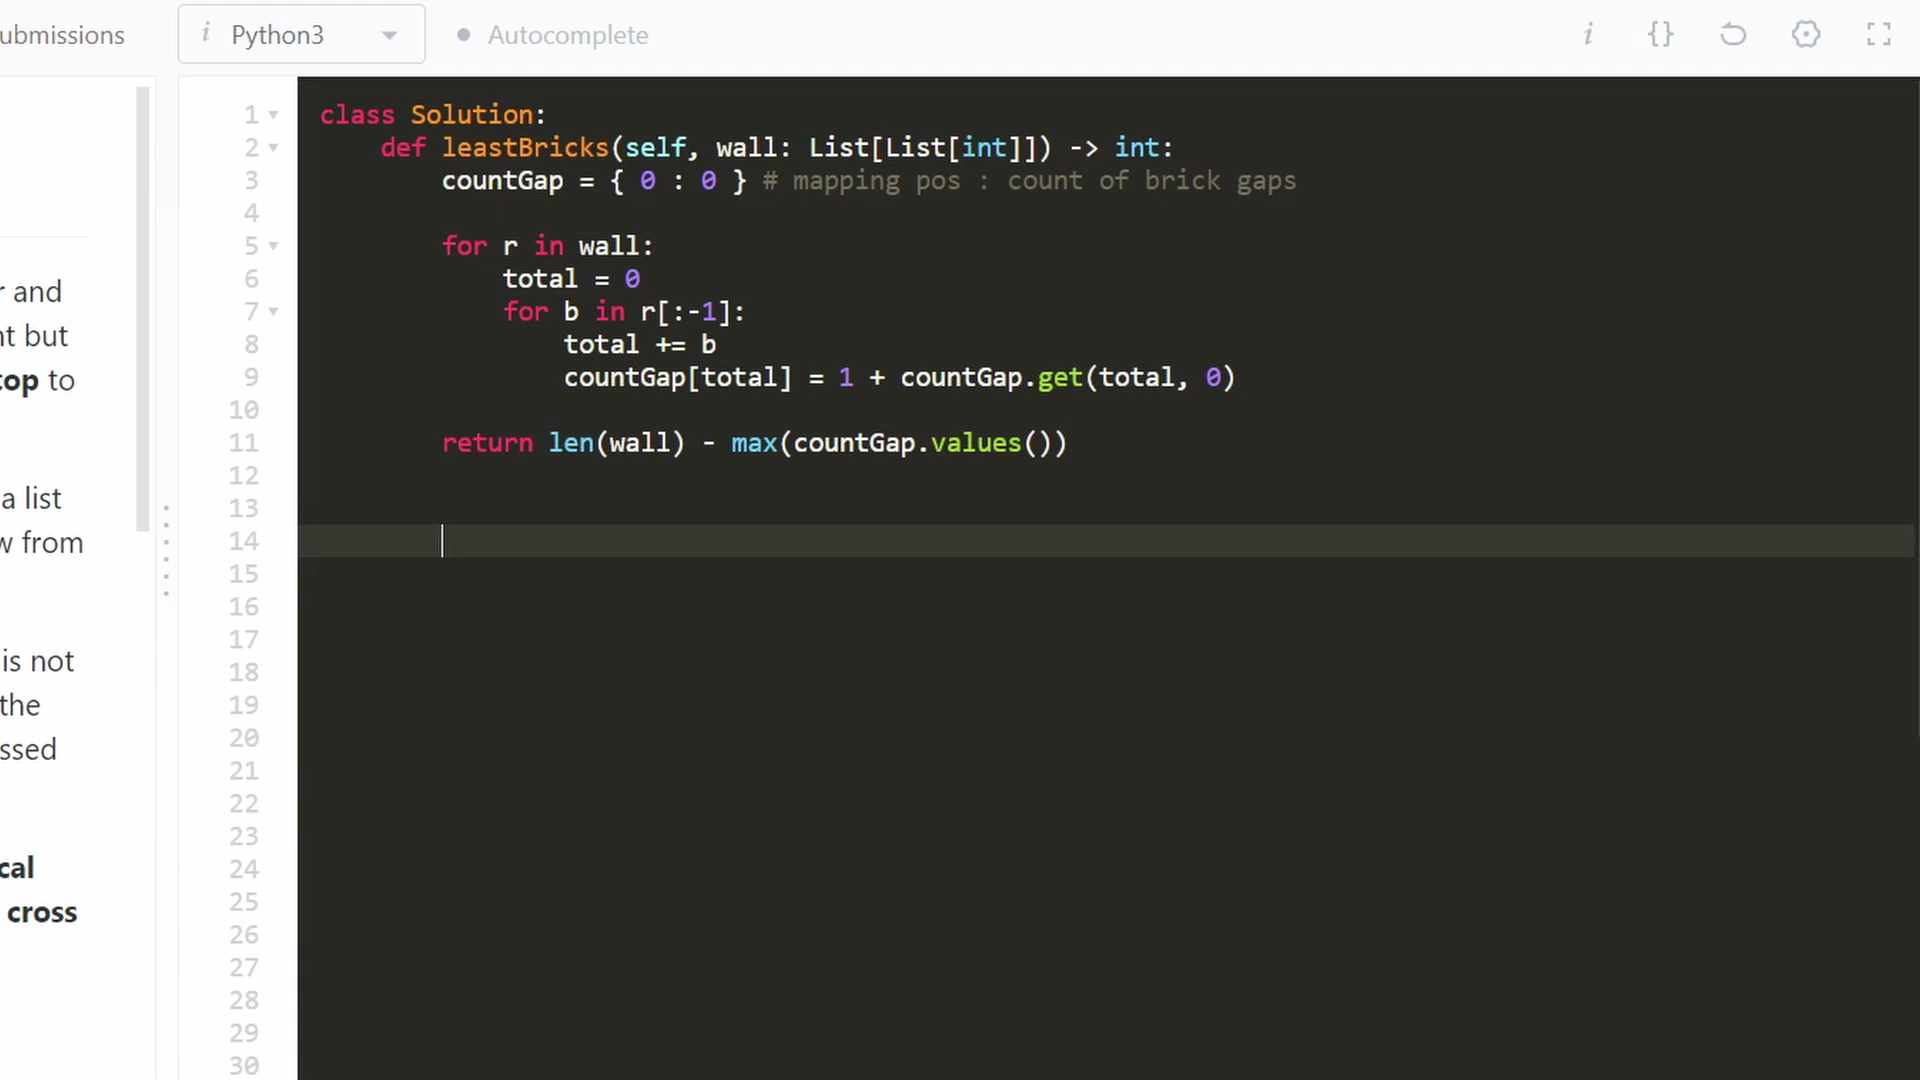 ubmissions
i Python3
Autocomplete
i {}
r and
nt but
top to
a list
w from
is not
the
ssed
cal
cross
1 class Solution:
2 def leastBricks(self, wall: List[List[int]]) -> int:
3 countGap = { 0 : 0 } # mapping pos : count of brick gaps
4
5 for r in wall:
6 total = 0
7 for b in r[:-1]:
8 total += b
9 countGap[total] = 1 + countGap.get(total, 0)
10
11 return len(wall) - max(countGap.values())
12
13
14
15
16
17
18
19
20
21
22
23
24
25
26
27
28
29
30